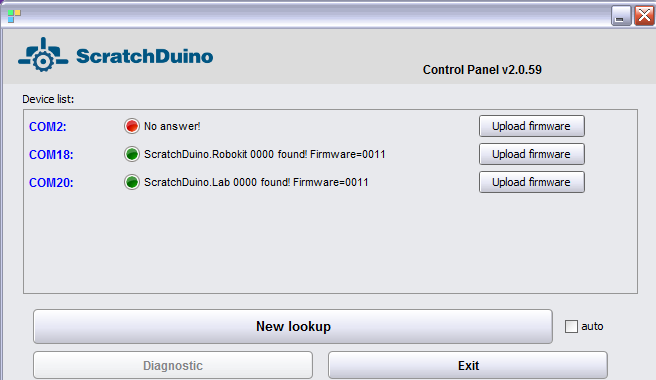 ScratchDuino
Control Panel v2.0.59
Device list:
COM2: No answer! Upload firmware
COM18: ScratchDuino.Robokit 0000 found! Firmware=0011 Upload firmware
COM20: ScratchDuino.Lab 0000 found! Firmware=0011 Upload firmware
New lookup auto
Diagnostic Exit